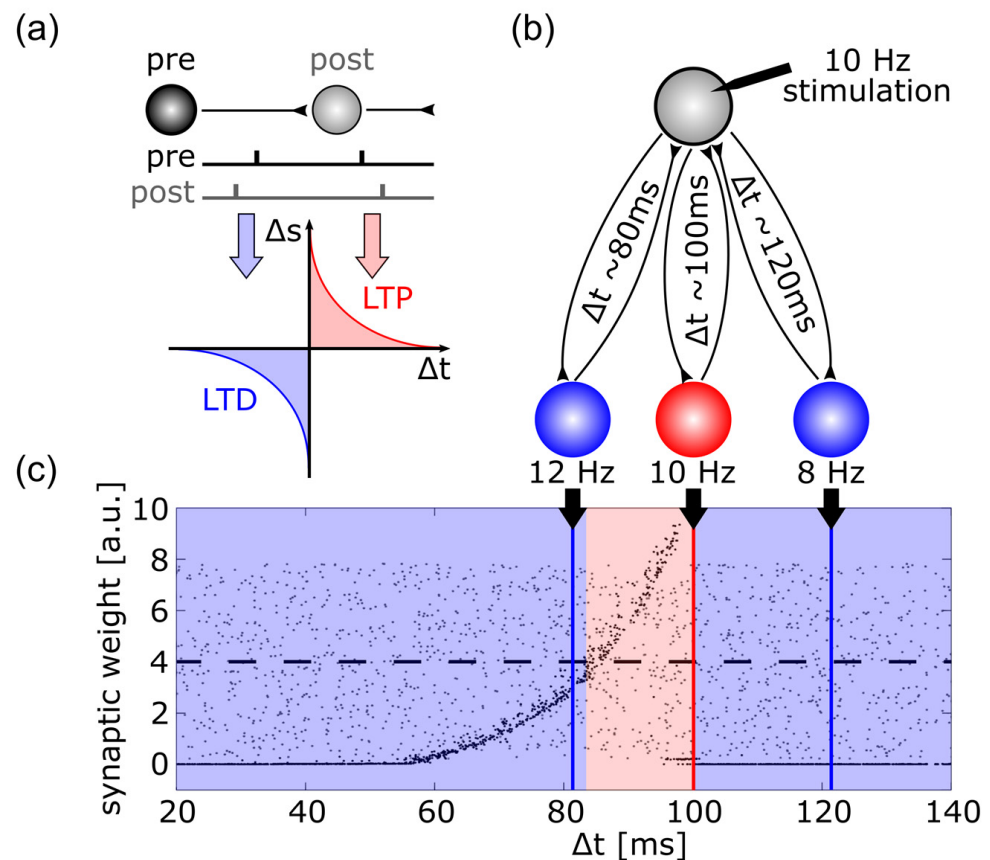 (a)
pre
post
pre
post
Δs
LTP
Δt
LTD
(b)
10 Hz
stimulation
Δt ~80ms
Δt ~100ms
Δt ~120ms
12 Hz
10 Hz
8 Hz
(c)
synaptic weight [a.u.]
10
8
6
4
2
0
20
40
60
80
100
120
140
Δt [ms]